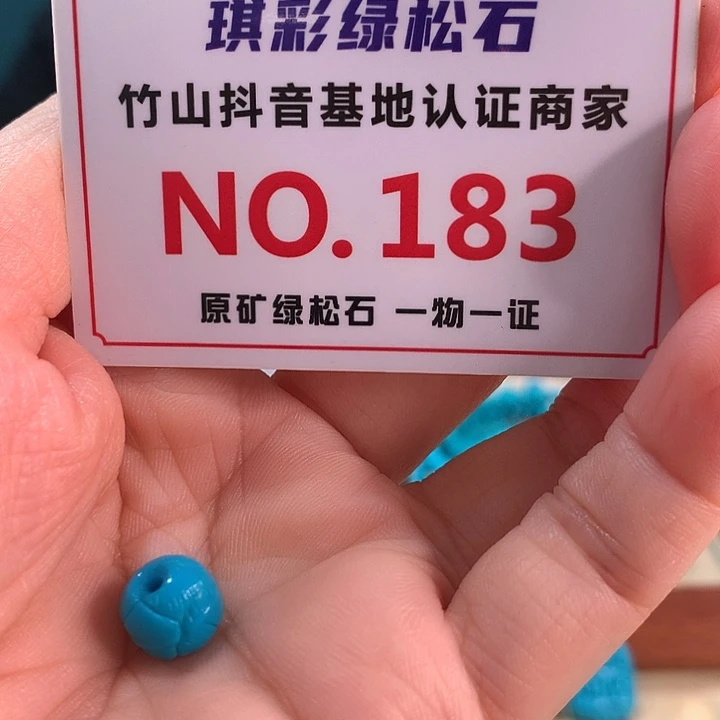 琪彩绿松石
竹山抖音基地认证商家
NO.183
原矿绿松石 一物一证